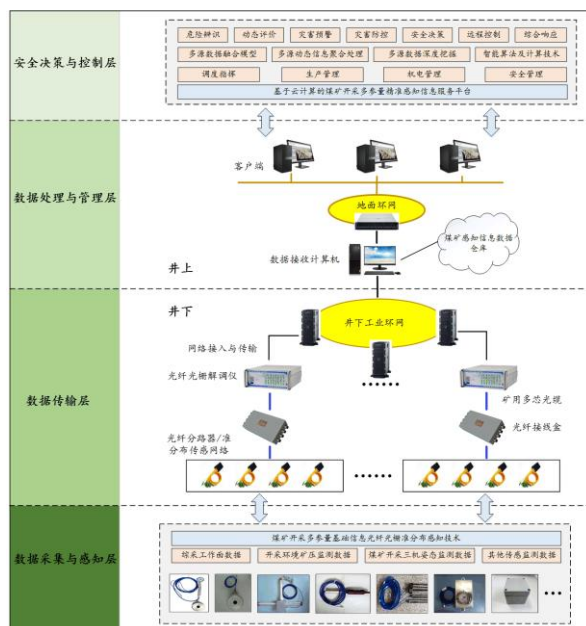 安全决策与控制层
危险辨识 动态评价 灾害预警 灾害防控 安全决策 远程控制 综合响应
多源数据融合模型 多源动态信息聚合处理 多源数据深度挖掘 智能算法及计算技术
调度指挥 生产管理 机电管理 安全管理
基于云计算的煤矿开采多参量精准感知信息服务平台
数据处理与管理层
客户端
地面环网
数据接收计算机
煤矿感知信息数据
仓库
井上
井下
数据传输层
井下工业环网
网络接入与传输
光纤光栅解调仪
矿用多芯光缆
光纤分路器/准
分布传感网络
光纤接线盒
数据采集与感知层
煤矿开采多参量基础信息光纤光栅准分布感知技术
综采工作面数据 开采环境矿压监测数据 煤矿开采三机姿态监测数据 其他传感监测数据